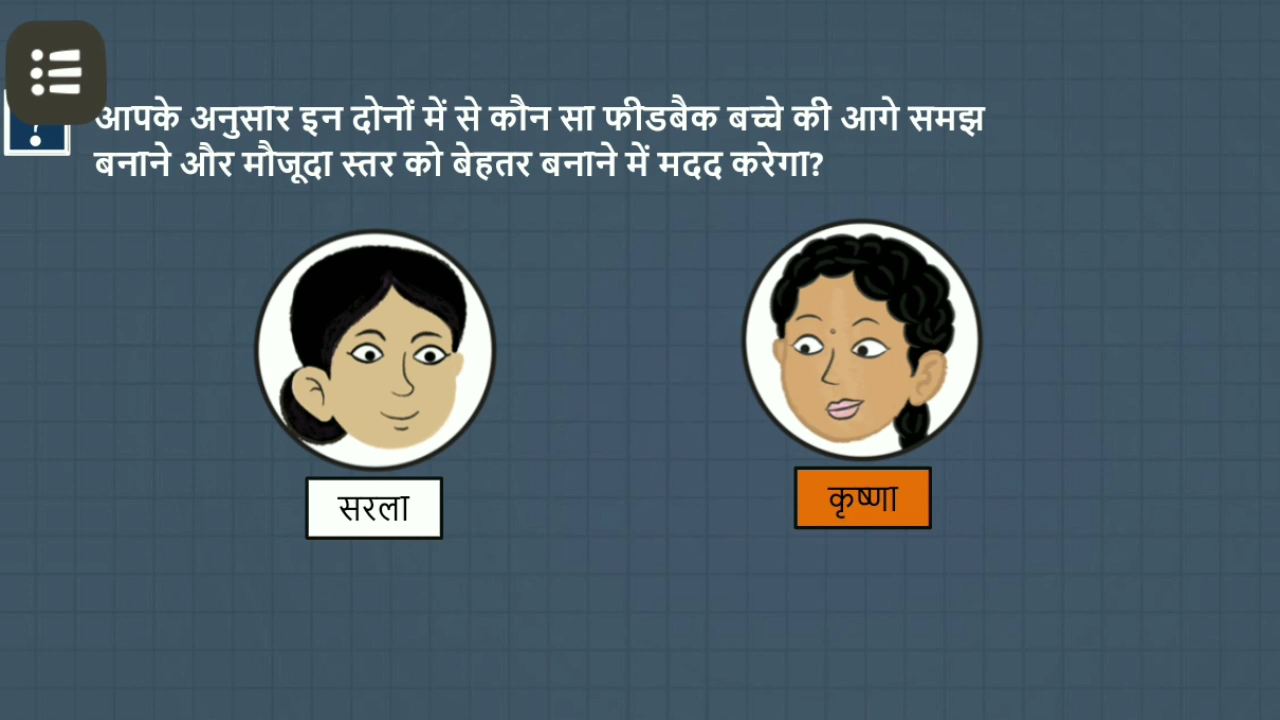 ?
आपके अनुसार इन दोनों में से कौन सा फीडबैक बच्चे की आगे समझ
बनाने और मौजूदा स्तर को बेहतर बनाने में मदद करेगा?
सरला
कृष्णा